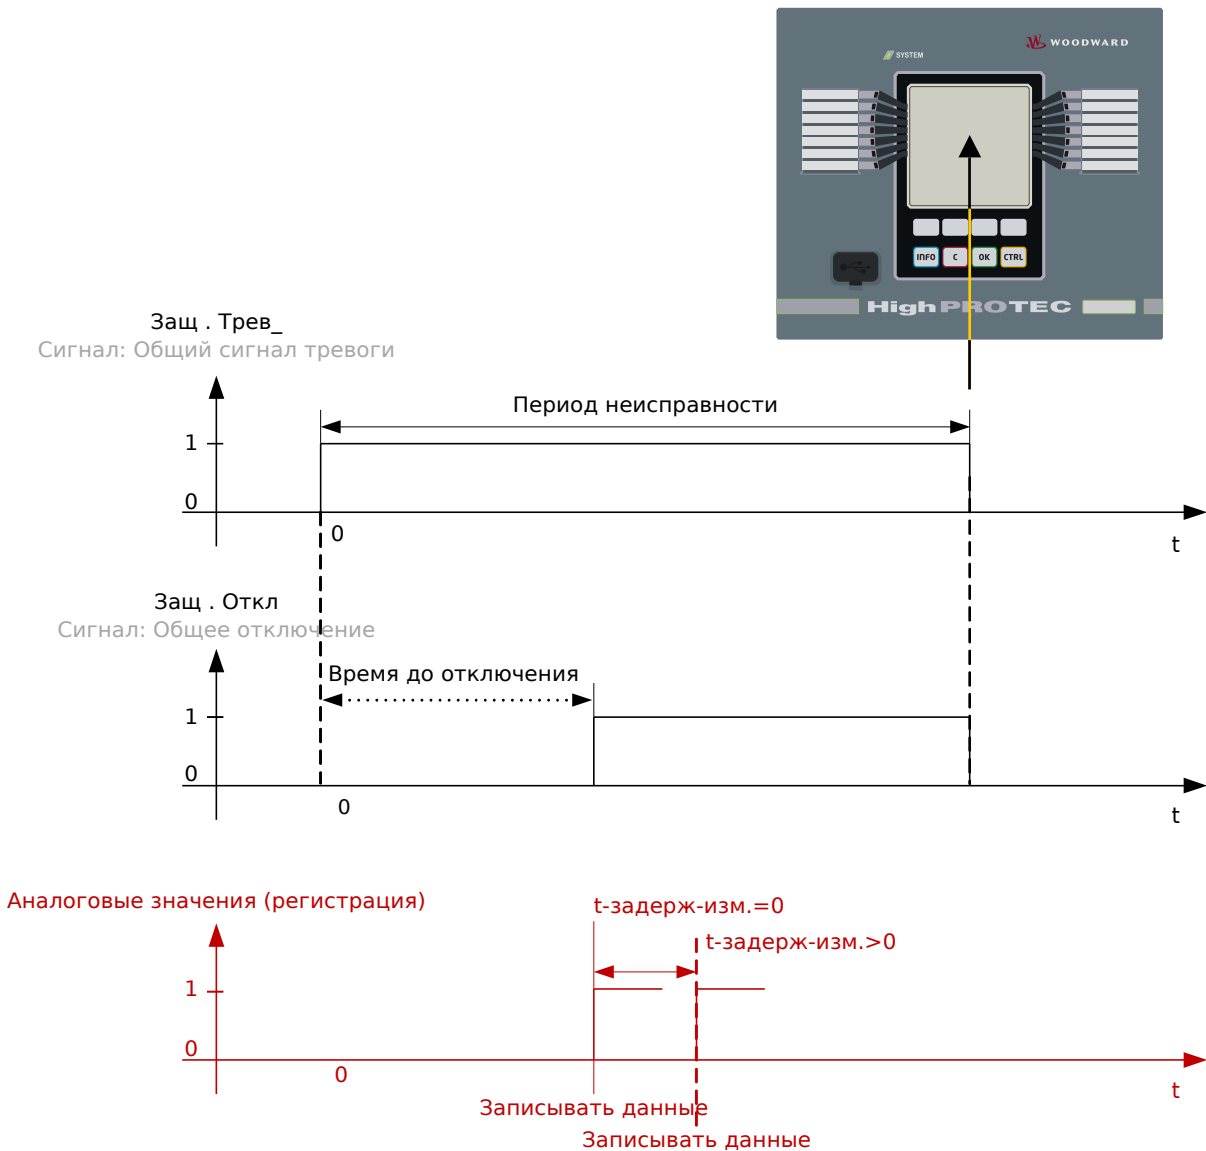 WOODWARD
SYSTEM
INFO C OK CTRL
HighPROTEC
Защ . Трев_
Сигнал: Общий сигнал тревоги
Период неисправности
1
0
0
t
Защ . Откл
Сигнал: Общее отключение
Время до отключения
1
0
0
t
Аналоговые значения (регистрация)
t-задерж-изм.=0
t-задерж-изм.>0
1
0
0
t
Записывать данные
Записывать данные